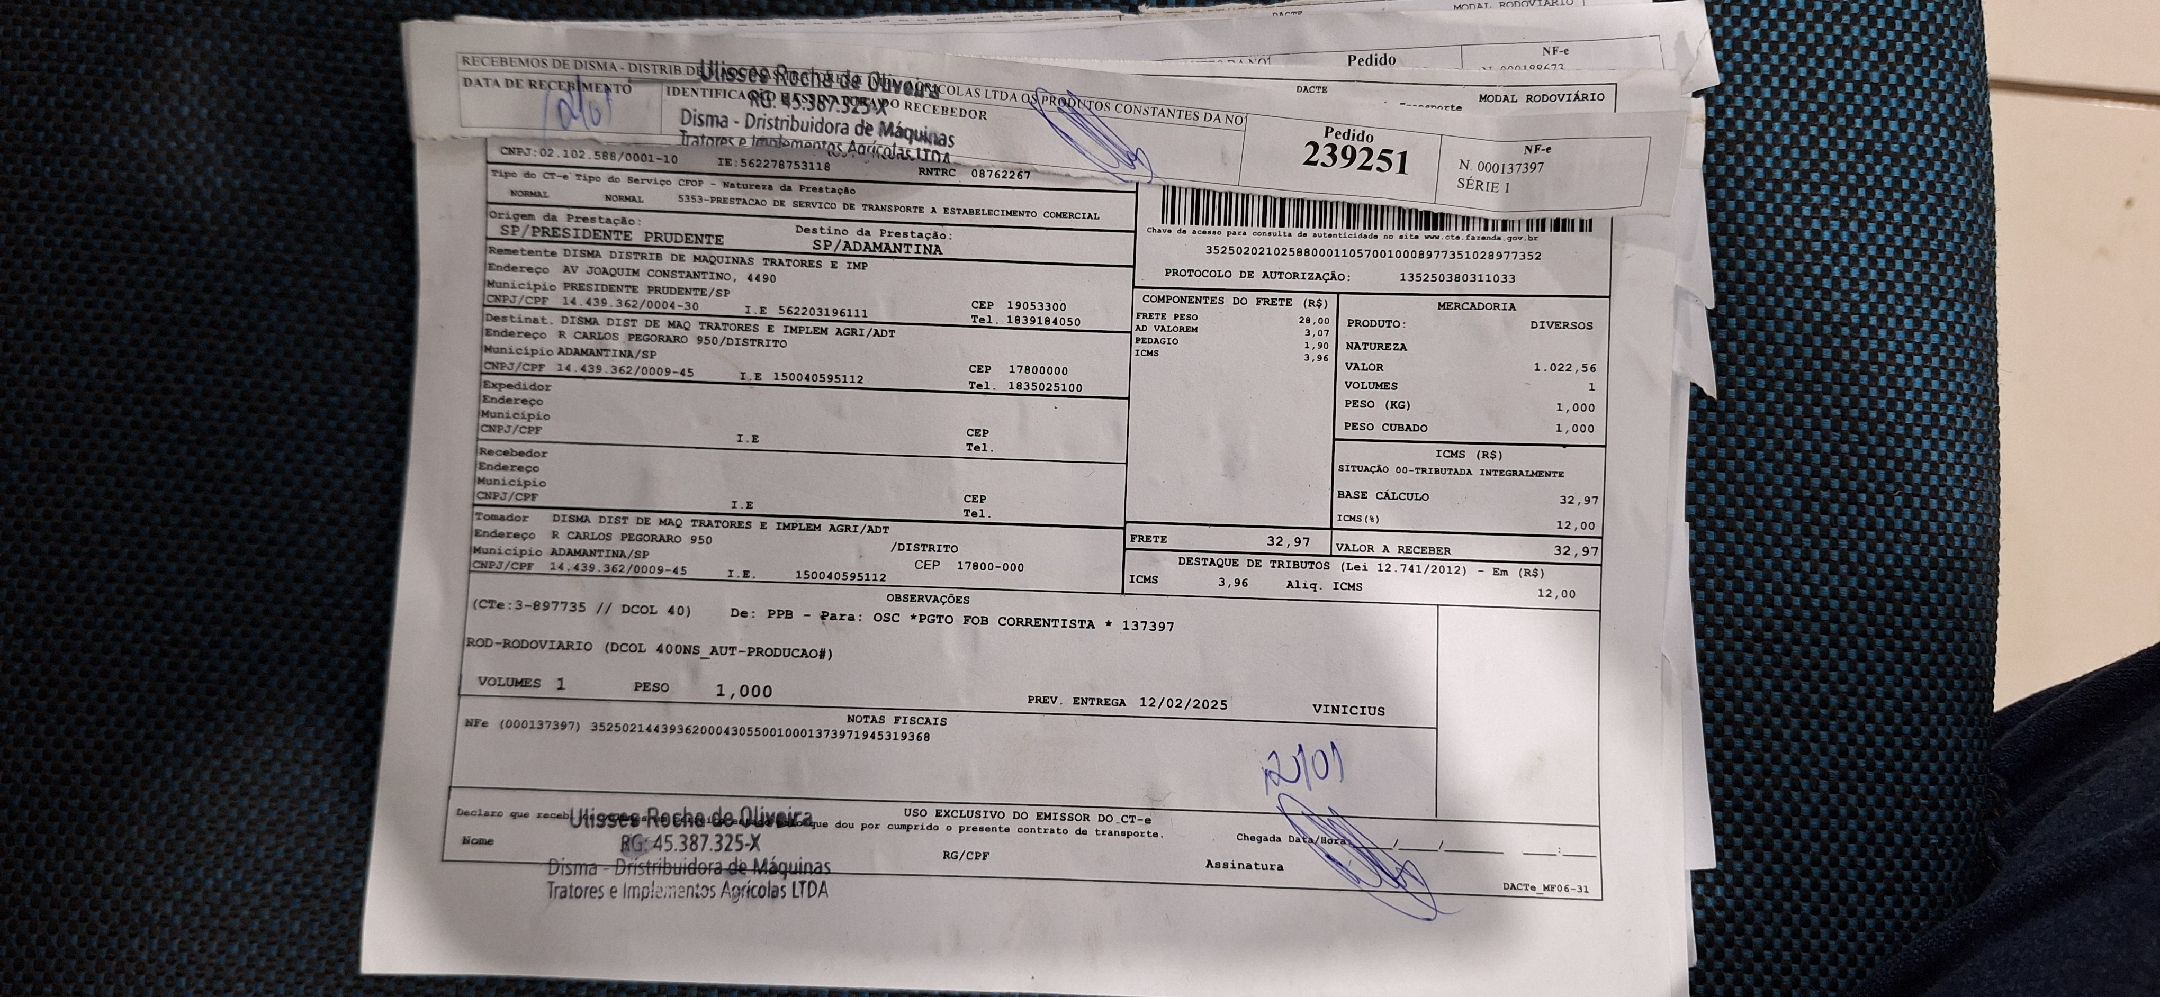 MODAL RODOVIÁRIO
Pedido
NF-e
RECEBEMOS DE DISMA - DISTRIB DE
ICOLAS LTDA OS PRODUTOS CONSTANTES DA NO
DATA DE RECEBIMENTO
IDENTIFICA
DO RECEBEDOR
Ulisses Rocha de Oliveira
RG: 45.387.325-X
Disma - Dristribuidora de Máquinas
Tratores e Implementos Agrícolas LTDA
Pedido
239251
NF-e
N. 000137397
SÉRIE 1
DACTE
MODAL RODOVIÁRIO
CNPJ:02.102.588/0001-10 IE:562278753118 RNTRC 08762267
Tipo do CT-e Tipo do Serviço CFOP - Natureza da Prestação
NORMAL NORMAL 5353-PRESTACAO DE SERVICO DE TRANSPORTE A ESTABELECIMENTO COMERCIAL
Origem da Prestação: Destino da Prestação:
SP/PRESIDENTE PRUDENTE SP/ADAMANTINA
Chave de acesso para consulta de autenticidade no site www.cte.fazenda.gov.br
35250202102588000110570010008977351028977352
PROTOCOLO DE AUTORIZAÇÃO: 135250380311033
Remetente DISMA DISTRIB DE MAQUINAS TRATORES E IMP
Endereço AV JOAQUIM CONSTANTINO, 4490
Município PRESIDENTE PRUDENTE/SP CEP 19053300
CNPJ/CPF 14.439.362/0004-30 I.E 562203196111 Tel. 1839184050
Destinat. DISMA DIST DE MAQ TRATORES E IMPLEM AGRI/ADT
Endereço R CARLOS PEGORARO 950/DISTRITO
Município ADAMANTINA/SP CEP 17800000
CNPJ/CPF 14.439.362/0009-45 I.E 150040595112 Tel. 1835025100
Expedidor
Endereço
Município CEP
CNPJ/CPF I.E Tel.
Recebedor
Endereço
Município CEP
CNPJ/CPF I.E Tel.
Tomador DISMA DIST DE MAQ TRATORES E IMPLEM AGRI/ADT
Endereço R CARLOS PEGORARO 950 /DISTRITO
Município ADAMANTINA/SP CEP 17800-000
CNPJ/CPF 14.439.362/0009-45 I.E. 150040595112
COMPONENTES DO FRETE (R$)
FRETE PESO 28,00
AD VALOREM 3,07
PEDAGIO 1,90
ICMS 3,96
FRETE 32,97
MERCADORIA
PRODUTO: DIVERSOS
NATUREZA
VALOR 1.022,56
VOLUMES 1
PESO (KG) 1,000
PESO CUBADO 1,000
ICMS (R$)
SITUAÇÃO 00-TRIBUTADA INTEGRALMENTE
BASE CÁLCULO 32,97
ICMS(%) 12,00
VALOR A RECEBER 32,97
DESTAQUE DE TRIBUTOS (Lei 12.741/2012) - Em (R$)
ICMS 3,96 Aliq. ICMS 12,00
OBSERVAÇÕES
(CTe:3-897735 // DCOL 40) De: PPB - Para: OSC *PGTO FOB CORRENTISTA * 137397
ROD-RODOVIARIO (DCOL 400NS_AUT-PRODUCAO#)
VOLUMES 1 PESO 1,000 PREV. ENTREGA 12/02/2025 VINICIUS
NOTAS FISCAIS
NFe (000137397) 35250214439362000430550010001373971945319368
USO EXCLUSIVO DO EMISSOR DO CT-e
Declaro que recebi
que dou por cumprido o presente contrato de transporte.
Chegada Data/Hora
Nome RG/CPF Assinatura
Ulisses Rocha de Oliveira
RG: 45.387.325-X
Disma - Dristribuidora de Máquinas
Tratores e Implementos Agrícolas LTDA
DACTe_MF06-31